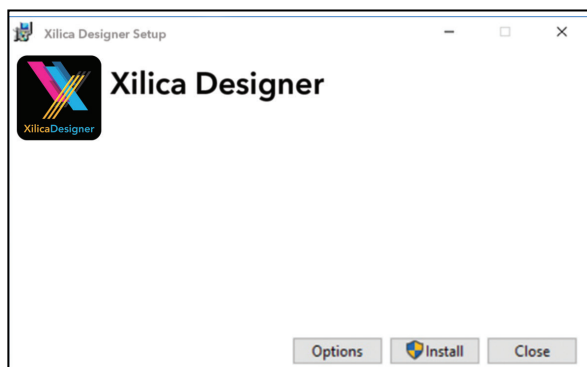 Xilica Designer Setup
Xilica Designer
XilicaDesigner
Options Install Close